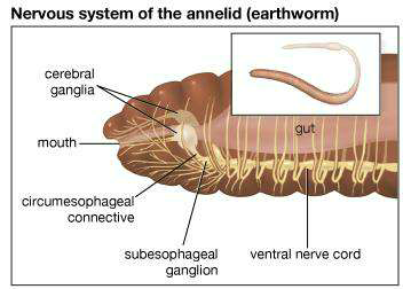 Nervous system of the annelid (earthworm)
cerebral
ganglia
gut
mouth
circumesophageal
connective
subesophageal
ganglion
ventral nerve cord